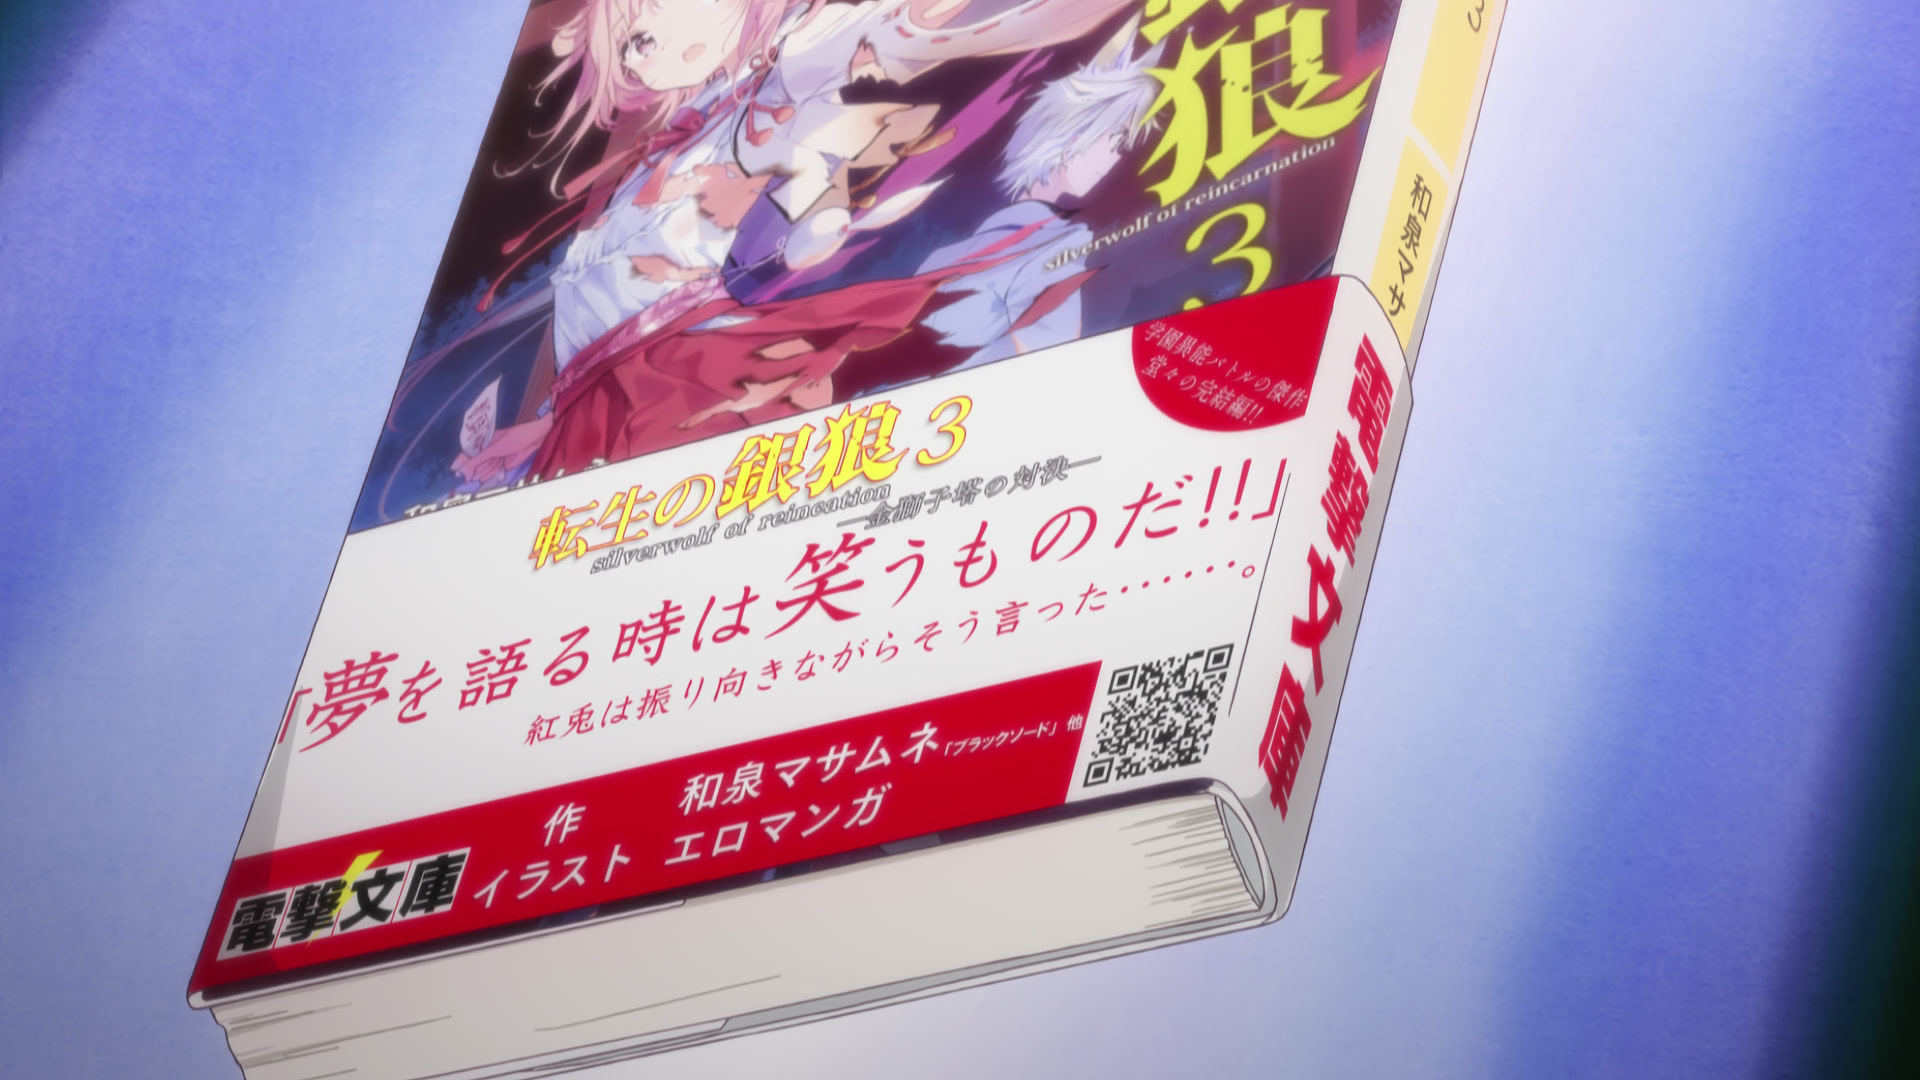 狼
silverwolf of reincarnation
3
3
和泉マサ
学園異能バトルの傑作
堂々の完結編!!
転生の銀狼3
silverwolf of reincation
―金獅子塔の対決―
「夢を語る時は笑うものだ!!」
紅兎は振り向きながらそう言った……。
作 和泉マサムネ「ブラックソード」他
イラスト エロマンガ
電撃文庫
電撃文庫